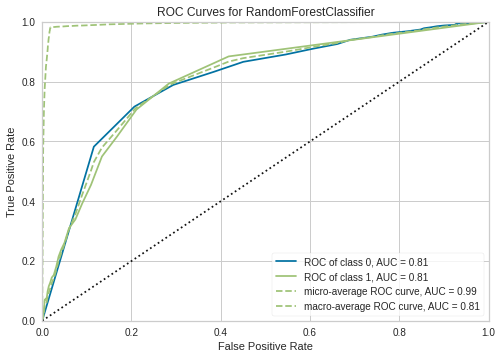 ROC Curves for RandomForestClassifier
1.0
0.8
0.6
0.4
0.2
0.0
True Positive Rate
ROC of class 0, AUC = 0.81
ROC of class 1, AUC = 0.81
micro-average ROC curve, AUC = 0.99
macro-average ROC curve, AUC = 0.81
0.0 0.2 0.4 0.6 0.8 1.0
False Positive Rate